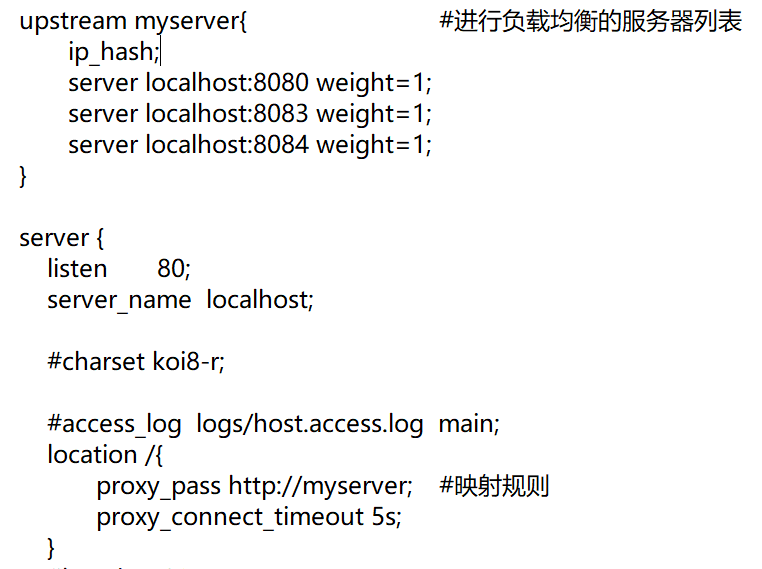 upstream myserver{ #进行负载均衡的服务器列表
ip_hash;
server localhost:8080 weight=1;
server localhost:8083 weight=1;
server localhost:8084 weight=1;
}
server {
listen 80;
server_name localhost;
#charset koi8-r;
#access_log logs/host.access.log main;
location /{
proxy_pass http://myserver; #映射规则
proxy_connect_timeout 5s;
}